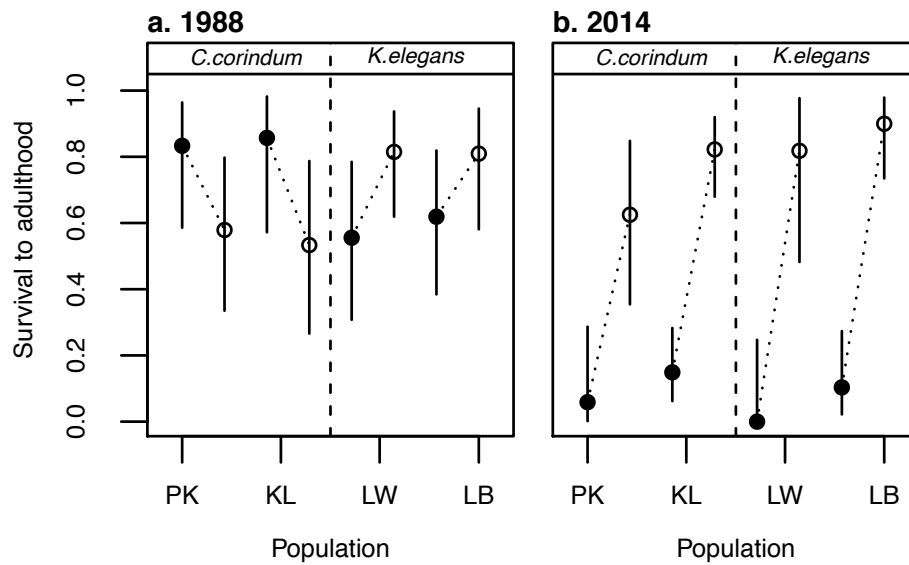 a. 1988
C.corindum
K.elegans
Survival to adulthood
1.0
0.8
0.6
0.4
0.2
0.0
PK
KL
LW
LB
Population
b. 2014
C.corindum
K.elegans
PK
KL
LW
LB
Population